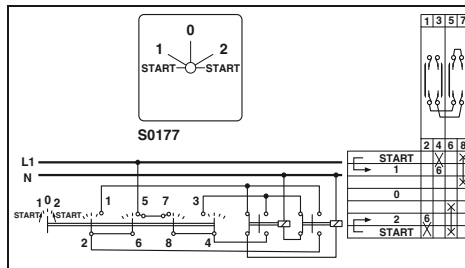 0
1 2
START START
S0177
L1
N
1 0 2
START START
1 5 7 3
2 6 8 4
1 3 5 7
2 4 6 8
START
1 6
0
2 6
START